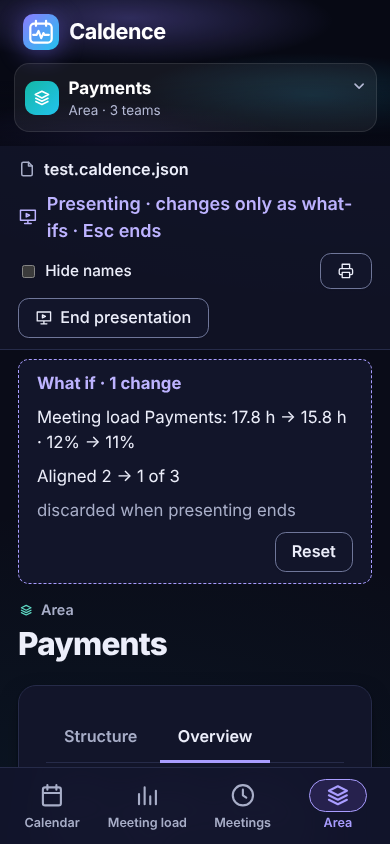 Caldence
Payments
Area · 3 teams
test.caldence.json
Presenting · changes only as what-
ifs · Esc ends
Hide names
End presentation
What if · 1 change
Meeting load Payments: 17.8 h → 15.8 h
· 12% → 11%
Aligned 2 → 1 of 3
discarded when presenting ends
Reset
Area
Payments
Structure Overview
Calendar Meeting load Meetings Area